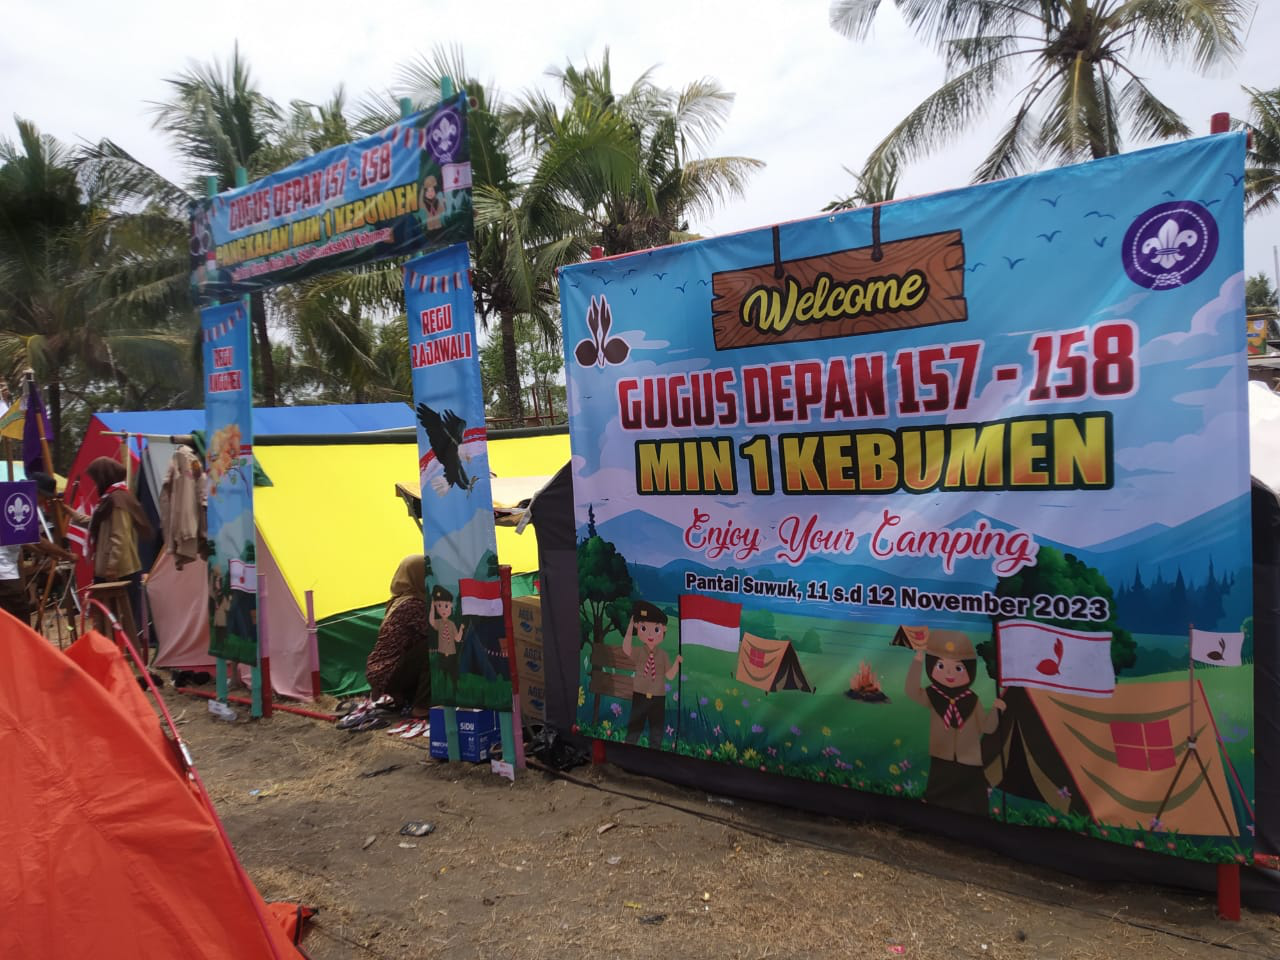 GUGUS DEPAN 157 - 158
PANGKALAN MIN 1 KEBUMEN
REGU
ANGGREK
REGU
RAJAWALI
Welcome
GUGUS DEPAN 157 - 158
MIN 1 KEBUMEN
Enjoy Your Camping
Pantai Suwuk, 11 s.d 12 November 2023
SiDU